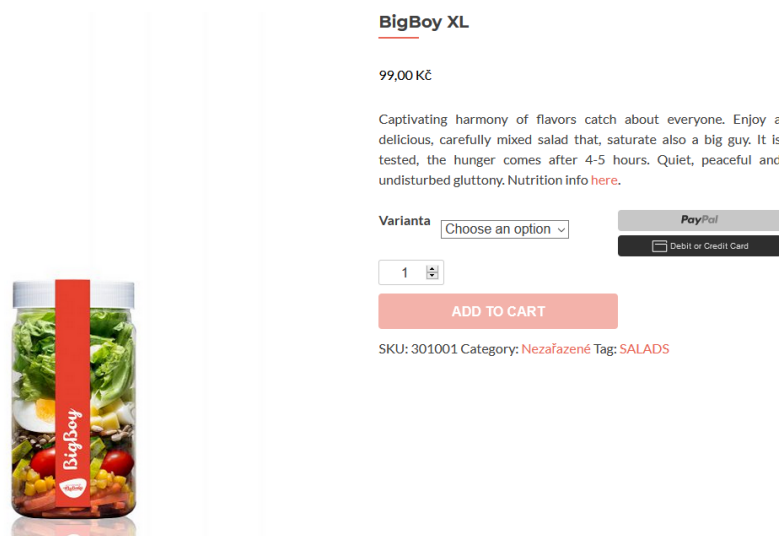 BigBoy XL
99,00 Kč
Captivating harmony of flavors catch about everyone. Enjoy a
delicious, carefully mixed salad that, saturate also a big guy. It is
tested, the hunger comes after 4-5 hours. Quiet, peaceful and
undisturbed gluttony. Nutrition info here.
Varianta
Choose an option
PayPal
Debit or Credit Card
1
ADD TO CART
SKU: 301001 Category: Nezařazené Tag: SALADS
BigBoy